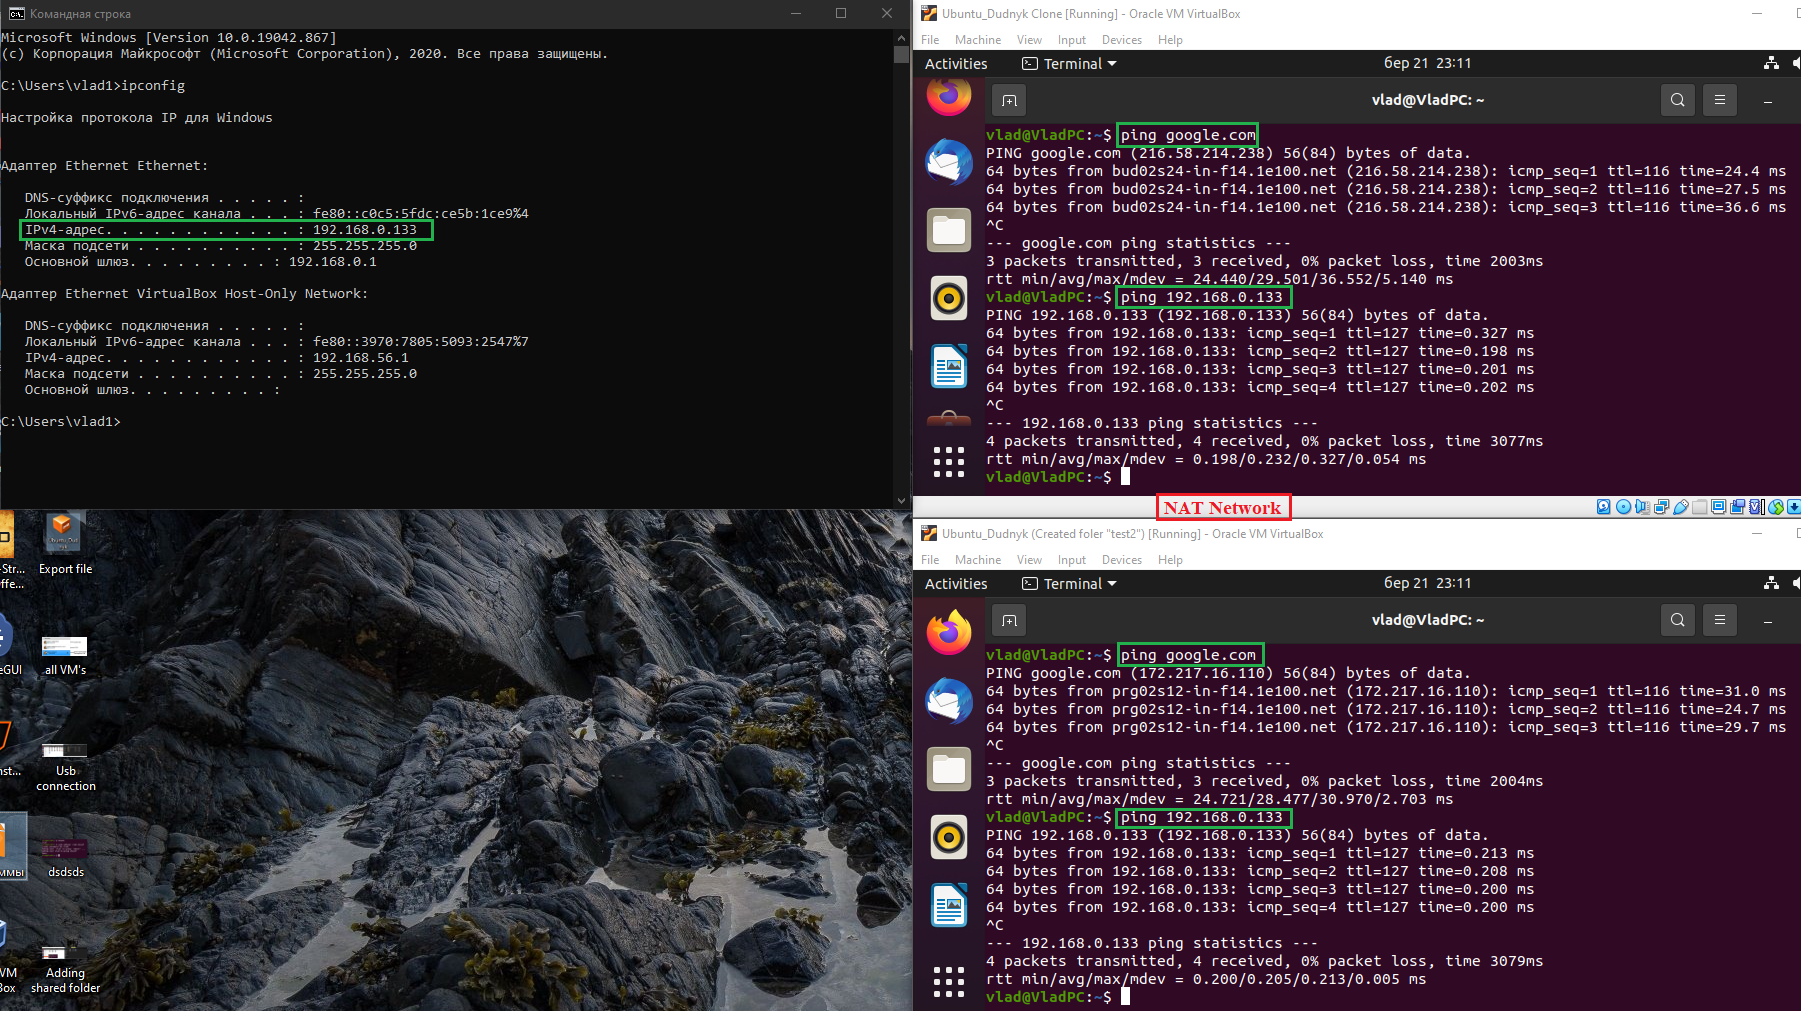 Командная строка
Microsoft Windows [Version 10.0.19042.867]
(c) Корпорация Майкрософт (Microsoft Corporation), 2020. Все права защищены.
C:\Users\vlad1>ipconfig
Настройка протокола IP для Windows
Адаптер Ethernet Ethernet:
DNS-суффикс подключения . . . . . :
Локальный IPv6-адрес канала . . . : fe80::c0c5:5fdc:ce5b:1ce9%4
IPv4-адрес. . . . . . . . . . . . : 192.168.0.133
Маска подсети . . . . . . . . . . : 255.255.255.0
Основной шлюз. . . . . . . . . : 192.168.0.1
Адаптер Ethernet VirtualBox Host-Only Network:
DNS-суффикс подключения . . . . . :
Локальный IPv6-адрес канала . . . : fe80::3970:7805:5093:2547%7
IPv4-адрес. . . . . . . . . . . . : 192.168.56.1
Маска подсети . . . . . . . . . . : 255.255.255.0
Основной шлюз. . . . . . . . . :
C:\Users\vlad1>
Export file
all VM's
Usb
connection
dsdsds
Adding
shared folder
Ubuntu_Dudnyk Clone [Running] - Oracle VM VirtualBox
File Machine View Input Devices Help
Activities Terminal бер 21 23:11
vlad@VladPC: ~
vlad@VladPC:~$ ping google.com
PING google.com (216.58.214.238) 56(84) bytes of data.
64 bytes from bud02s24-in-f14.1e100.net (216.58.214.238): icmp_seq=1 ttl=116 time=24.4 ms
64 bytes from bud02s24-in-f14.1e100.net (216.58.214.238): icmp_seq=2 ttl=116 time=27.5 ms
64 bytes from bud02s24-in-f14.1e100.net (216.58.214.238): icmp_seq=3 ttl=116 time=36.6 ms
^C
--- google.com ping statistics ---
3 packets transmitted, 3 received, 0% packet loss, time 2003ms
rtt min/avg/max/mdev = 24.440/29.501/36.552/5.140 ms
vlad@VladPC:~$ ping 192.168.0.133
PING 192.168.0.133 (192.168.0.133) 56(84) bytes of data.
64 bytes from 192.168.0.133: icmp_seq=1 ttl=127 time=0.327 ms
64 bytes from 192.168.0.133: icmp_seq=2 ttl=127 time=0.198 ms
64 bytes from 192.168.0.133: icmp_seq=3 ttl=127 time=0.201 ms
64 bytes from 192.168.0.133: icmp_seq=4 ttl=127 time=0.202 ms
^C
--- 192.168.0.133 ping statistics ---
4 packets transmitted, 4 received, 0% packet loss, time 3077ms
rtt min/avg/max/mdev = 0.198/0.232/0.327/0.054 ms
vlad@VladPC:~$
NAT Network
Ubuntu_Dudnyk (Created foler "test2") [Running] - Oracle VM VirtualBox
File Machine View Input Devices Help
Activities Terminal бер 21 23:11
vlad@VladPC: ~
vlad@VladPC:~$ ping google.com
PING google.com (172.217.16.110) 56(84) bytes of data.
64 bytes from prg02s12-in-f14.1e100.net (172.217.16.110): icmp_seq=1 ttl=116 time=31.0 ms
64 bytes from prg02s12-in-f14.1e100.net (172.217.16.110): icmp_seq=2 ttl=116 time=24.7 ms
64 bytes from prg02s12-in-f14.1e100.net (172.217.16.110): icmp_seq=3 ttl=116 time=29.7 ms
^C
--- google.com ping statistics ---
3 packets transmitted, 3 received, 0% packet loss, time 2004ms
rtt min/avg/max/mdev = 24.721/28.477/30.970/2.703 ms
vlad@VladPC:~$ ping 192.168.0.133
PING 192.168.0.133 (192.168.0.133) 56(84) bytes of data.
64 bytes from 192.168.0.133: icmp_seq=1 ttl=127 time=0.213 ms
64 bytes from 192.168.0.133: icmp_seq=2 ttl=127 time=0.208 ms
64 bytes from 192.168.0.133: icmp_seq=3 ttl=127 time=0.200 ms
64 bytes from 192.168.0.133: icmp_seq=4 ttl=127 time=0.200 ms
^C
--- 192.168.0.133 ping statistics ---
4 packets transmitted, 4 received, 0% packet loss, time 3079ms
rtt min/avg/max/mdev = 0.200/0.205/0.213/0.005 ms
vlad@VladPC:~$